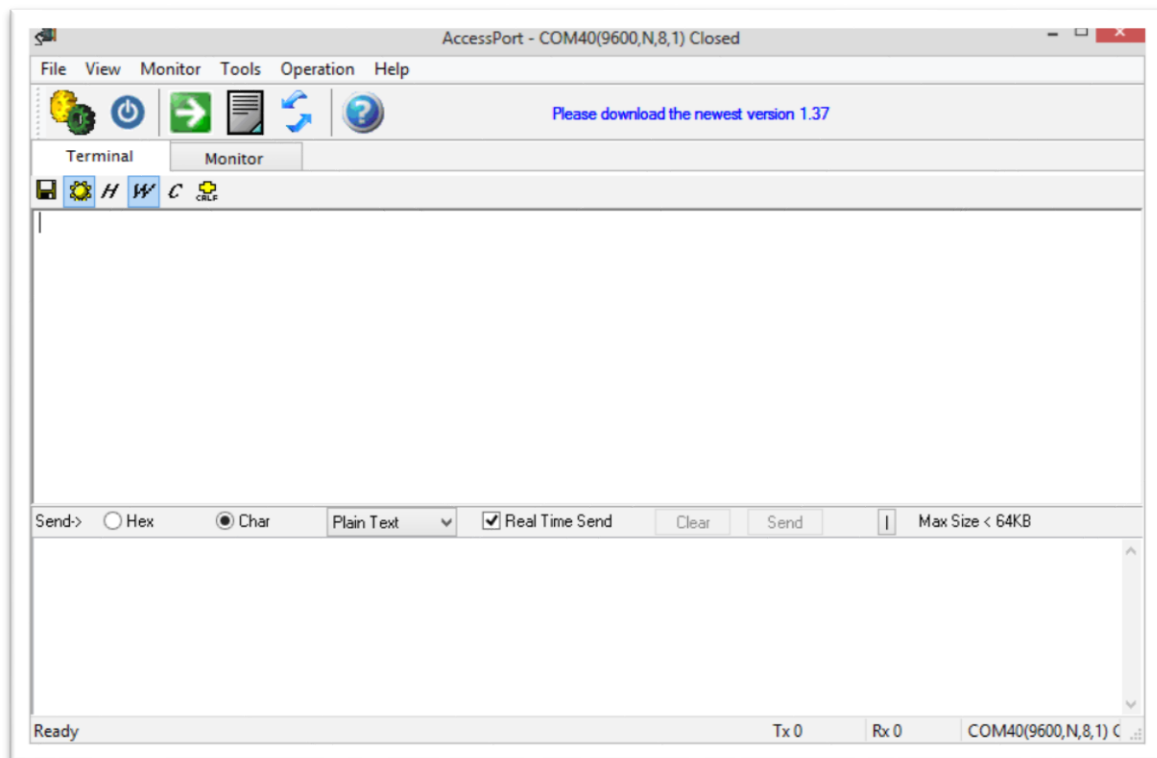 AccessPort - COM40(9600,N,8,1) Closed
File View Monitor Tools Operation Help
Please download the newest version 1.37
Terminal Monitor
H W C CRLF
Send-> Hex Char Plain Text Real Time Send Clear Send | Max Size < 64KB
Ready Tx 0 Rx 0 COM40(9600,N,8,1) C